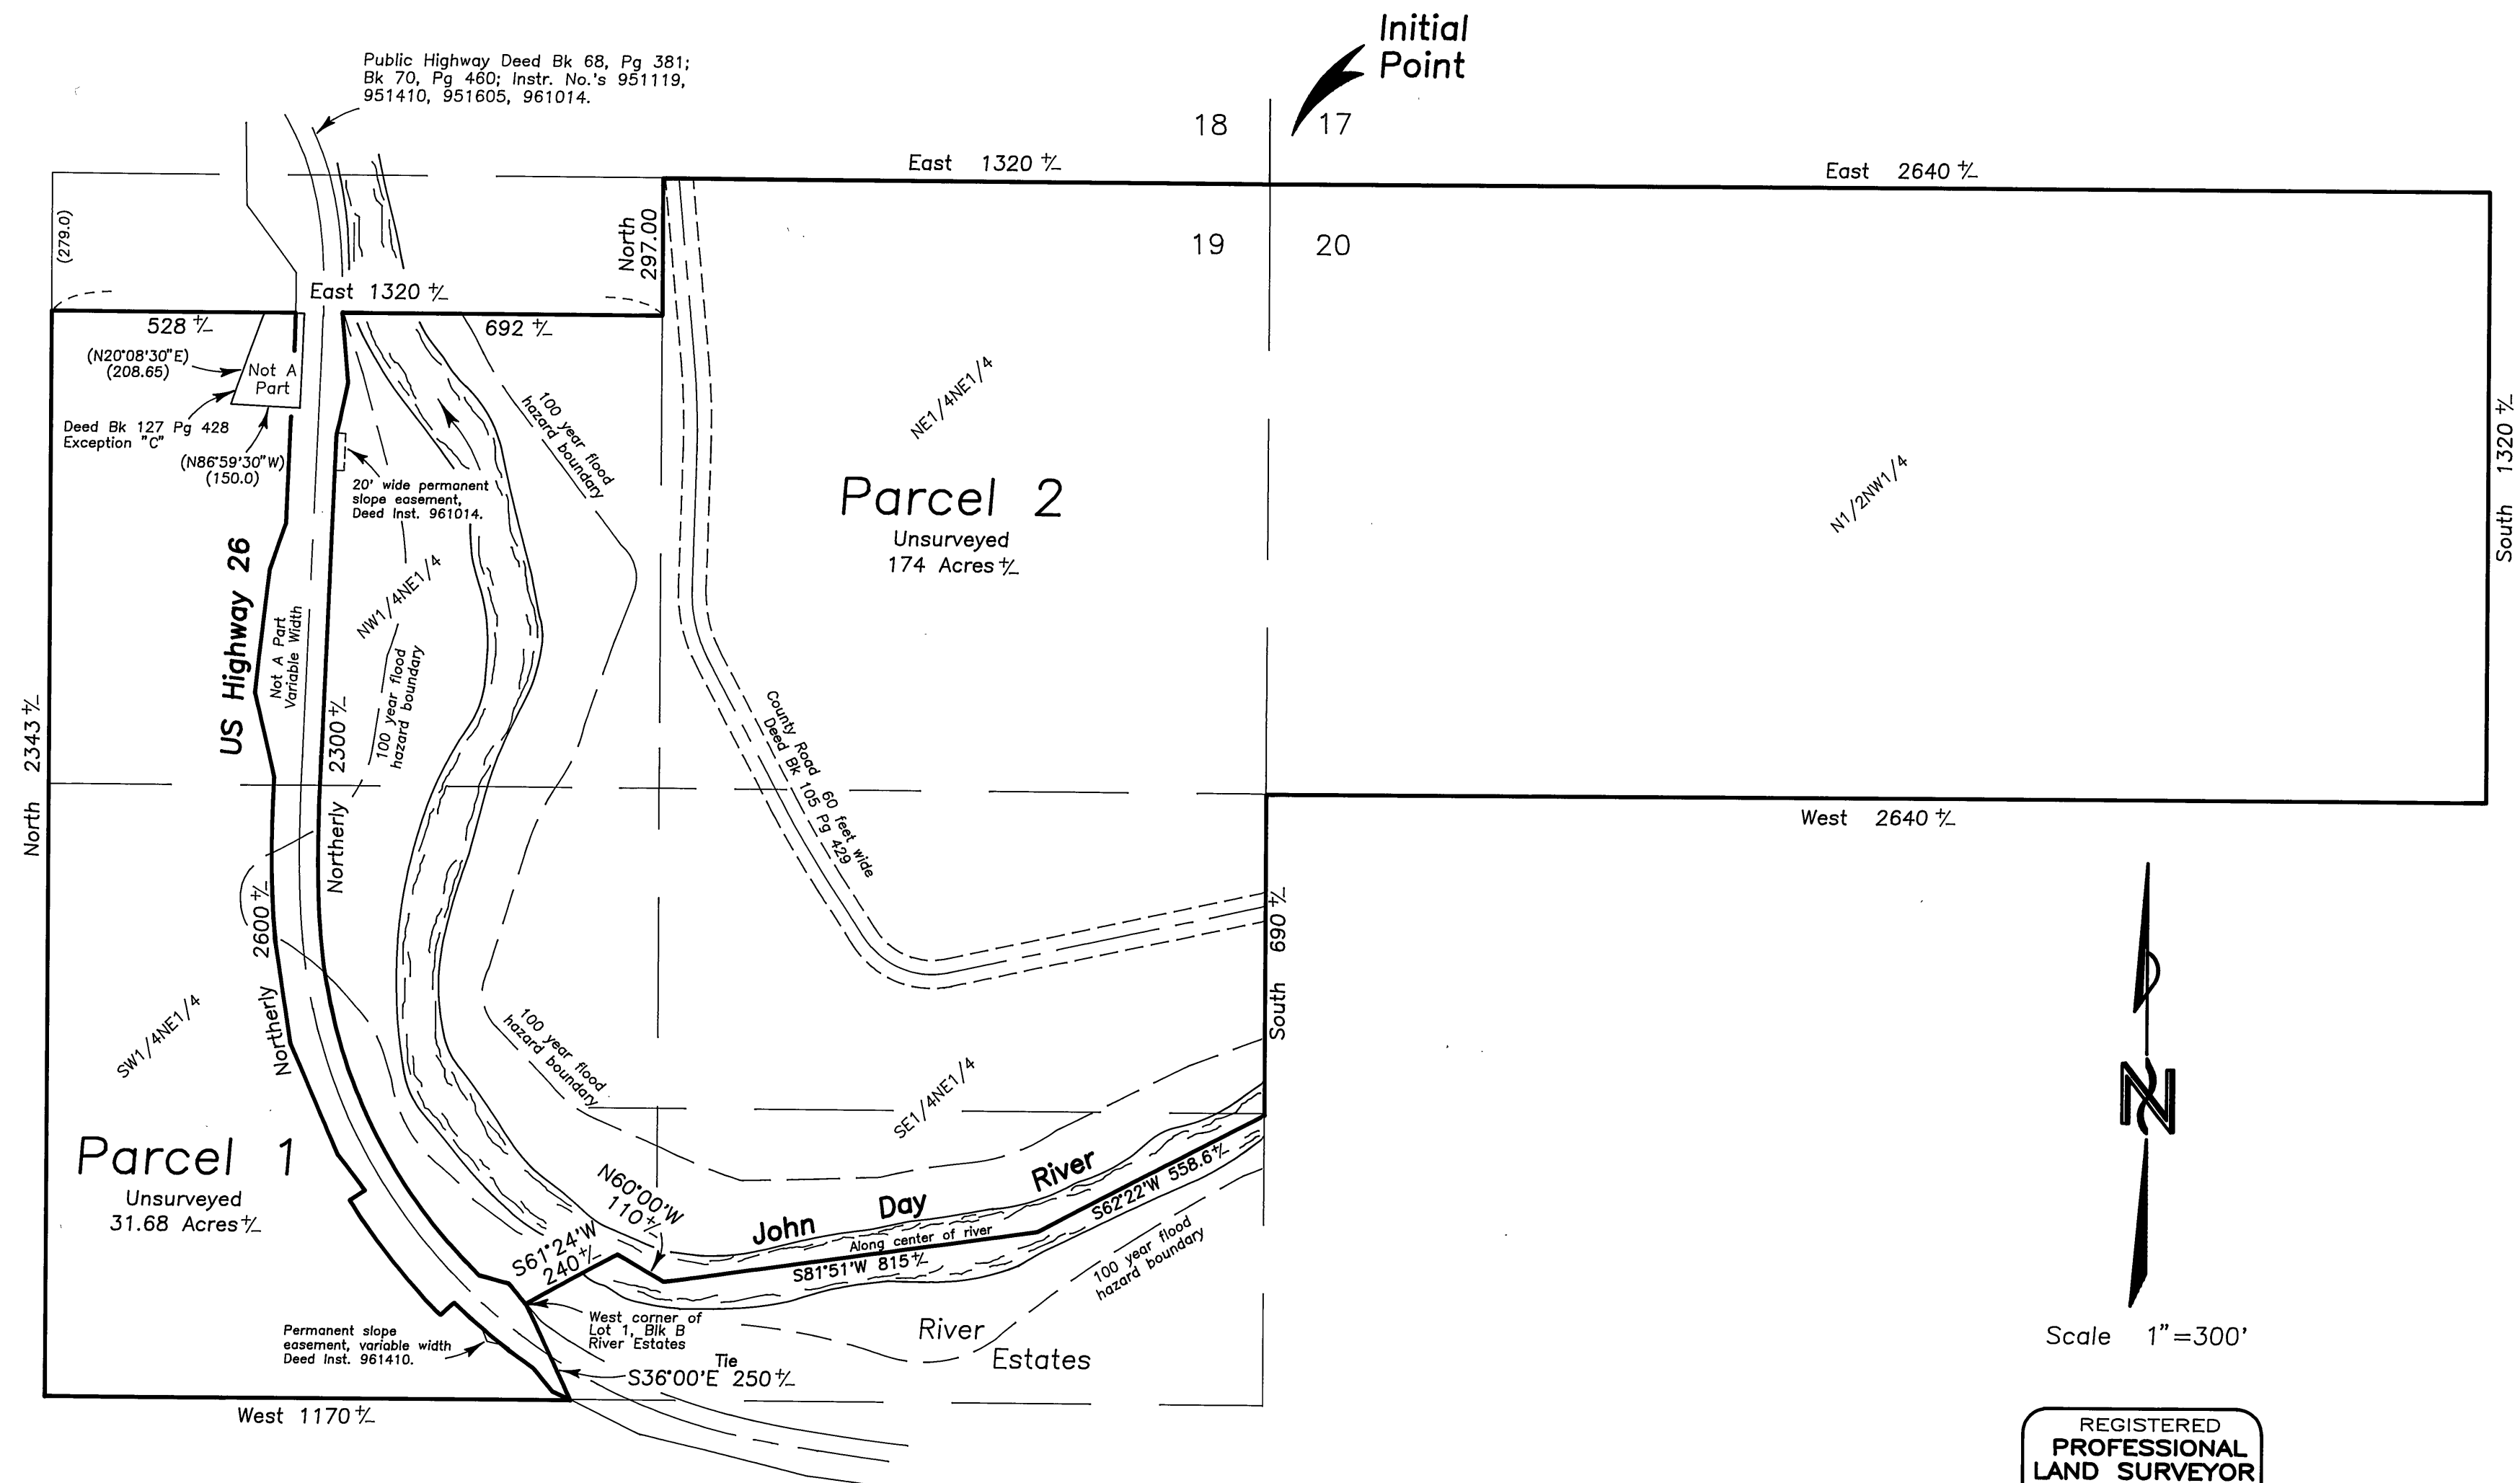 Initial
Point
Public Highway Deed Bk 68, Pg 381;
Bk 70, Pg 460; Instr. No.'s 951119,
951410, 951605, 961014.
18
17
East 1320 +/-
East 2640 +/-
(279.0)
North
297.00
19
20
East 1320 +/-
528 +/-
692 +/-
(N20°08'30"E)
(208.65)
Not A
Part
Deed Bk 127 Pg 428
Exception "C"
(N86°59'30"W)
(150.0)
20' wide permanent
slope easement,
Deed Inst. 961014.
100 year flood
hazard boundary
NE1/4NE1/4
Parcel 2
Unsurveyed
174 Acres +/-
N1/2NW1/4
South 1320 +/-
US Highway 26
Not A Part
Variable Width
NW1/4NE1/4
100 year flood
hazard boundary
North 2343 +/-
Northerly 2300 +/-
County Road 60 feet wide
Deed Bk 105 Pg 429
West 2640 +/-
Northerly 2600 +/-
South 690 +/-
SW1/4NE1/4
100 year flood
hazard boundary
SE1/4NE1/4
Parcel 1
Unsurveyed
31.68 Acres +/-
N60°00'W
110 +/-
S61°24'W
240 +/-
John Day River
Along center of river
S81°51'W 815 +/-
S62°22'W 558.6 +/-
100 year flood
hazard boundary
West corner of
Lot 1, Blk B
River Estates
River
Estates
Permanent slope
easement, variable width
Deed Inst. 961410.
Tie
S36°00'E 250 +/-
West 1170 +/-
N
Scale 1"=300'
REGISTERED
PROFESSIONAL
LAND SURVEYOR